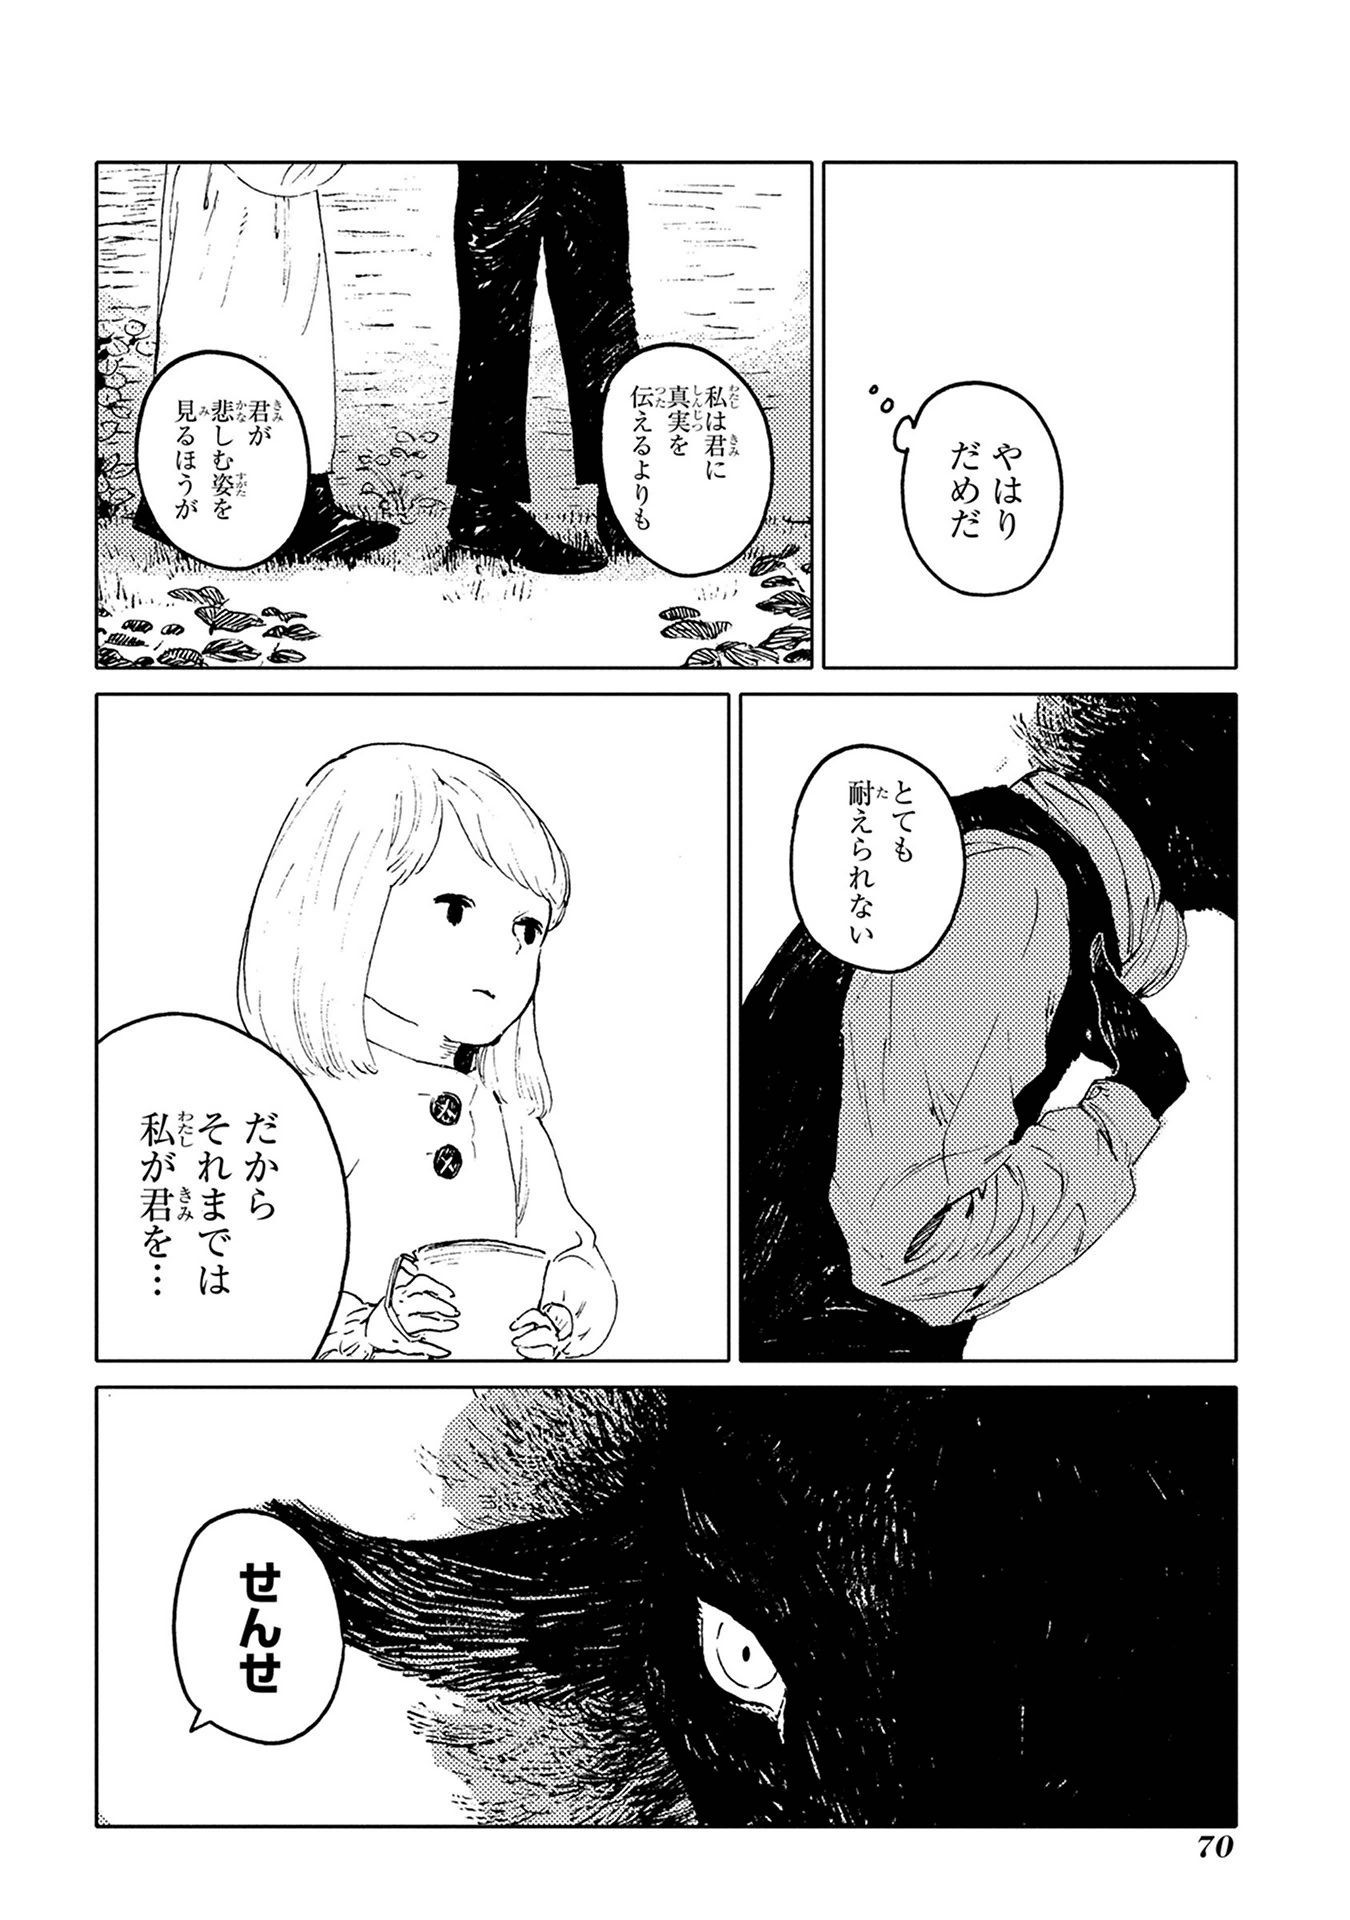 やはり
だめだ
私は君に
真実を
伝えるよりも
君が
悲しむ姿を
見るほうが
とても
耐えられない
だから
それまでは
私が君を…
せんせ
70